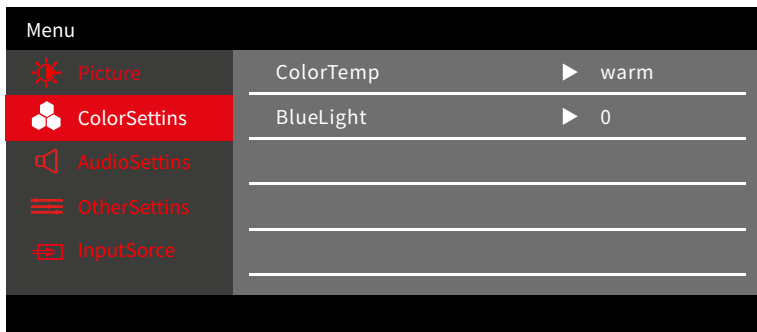 Menu
Picture
ColorTemp ▶ warm
ColorSettins
BlueLight ▶ 0
AudioSettins
OtherSettins
InputSorce